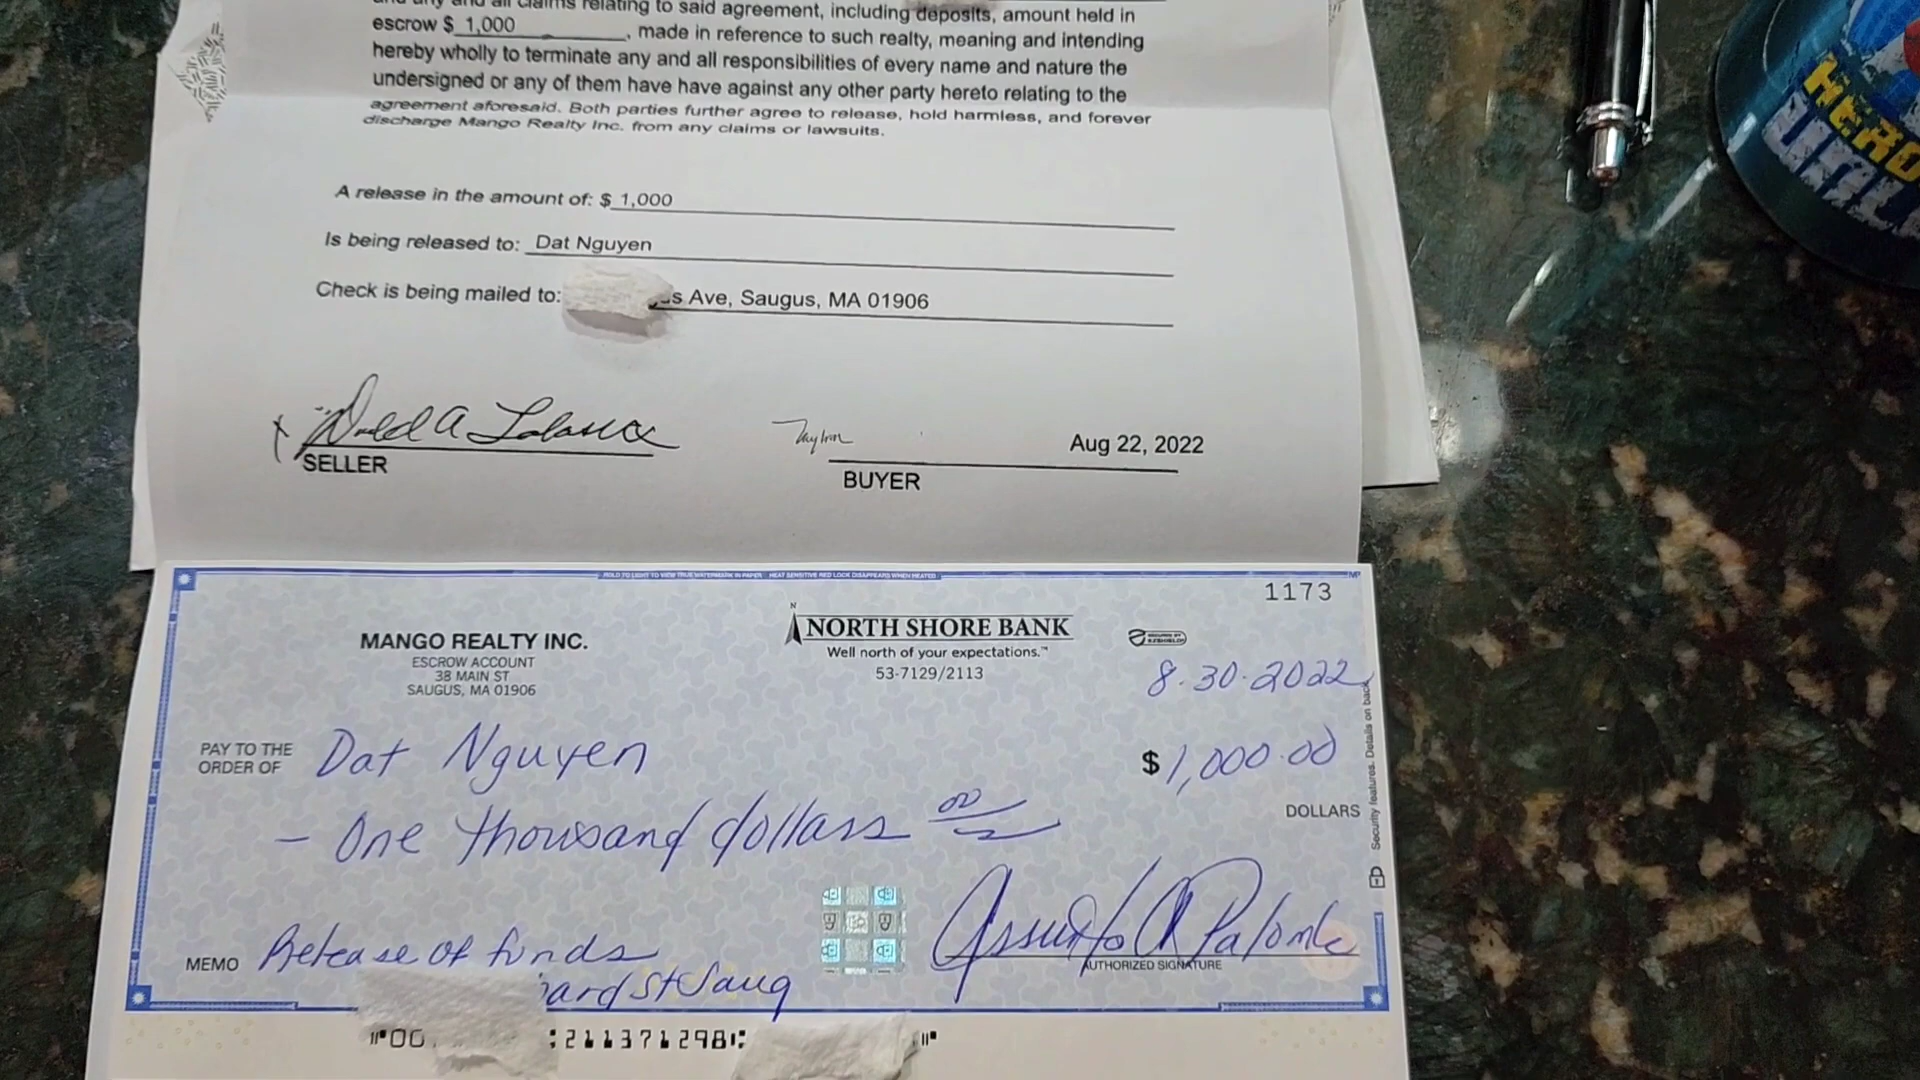 and any and all claims relating to said agreement, including deposits, amount held in
escrow $ 1,000 , made in reference to such realty, meaning and intending
hereby wholly to terminate any and all responsibilities of every name and nature the
undersigned or any of them have have against any other party hereto relating to the
agreement aforesaid. Both parties further agree to release, hold harmless, and forever
discharge Mango Realty Inc. from any claims or lawsuits.
A release in the amount of: $ 1,000
Is being released to: Dat Nguyen
Check is being mailed to: s Ave, Saugus, MA 01906
Aug 22, 2022
SELLER
BUYER
HOLD TO LIGHT TO VIEW TRUE WATERMARK IN PAPER HEAT SENSITIVE RED LOCK DISAPPEARS WHEN HEATED
1173
MANGO REALTY INC.
ESCROW ACCOUNT
38 MAIN ST
SAUGUS, MA 01906
NORTH SHORE BANK
Well north of your expectations.™
53-7129/2113
8.30.2022
PAY TO THE
ORDER OF Dat Nguyen
$ 1,000.00
- One thousand dollars 00
DOLLARS
Security features. Details on back.
MEMO Release of funds
ard St Saug
AUTHORIZED SIGNATURE
⑈00 ⑆211371298⑆ ⑈
HERO